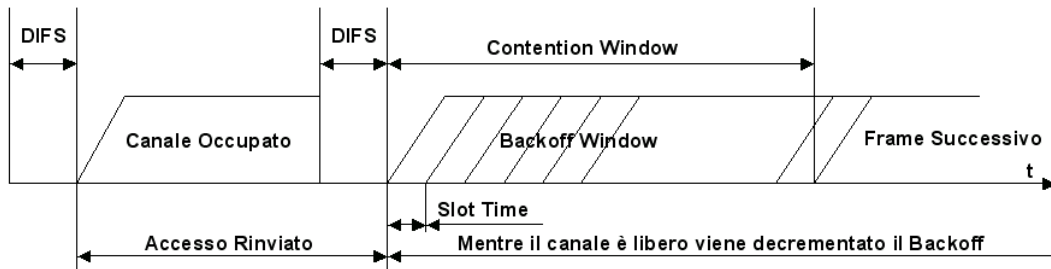 DIFS
DIFS
Contention Window
Canale Occupato
Backoff Window
Frame Successivo
t
Slot Time
Accesso Rinviato
Mentre il canale è libero viene decrementato il Backoff